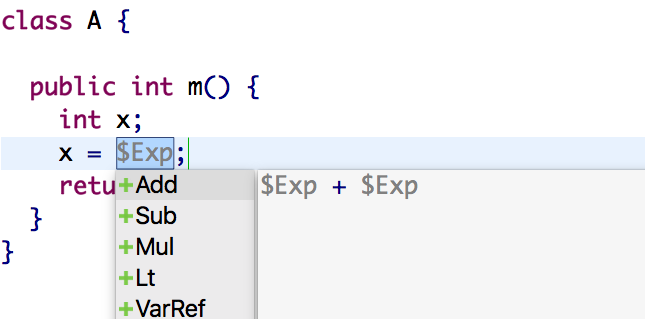 class A {
public int m() {
int x;
x = $Exp;
retu
}
}
Add
Sub
Mul
Lt
VarRef
$Exp + $Exp